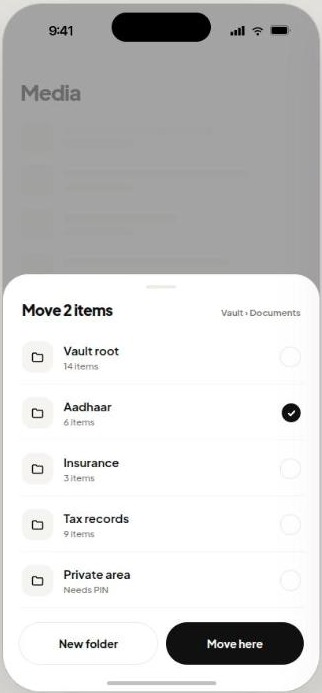 9:41
Media
Move 2 items
Vault › Documents
Vault root
14 items
Aadhaar
6 items
Insurance
3 items
Tax records
9 items
Private area
Needs PIN
New folder
Move here